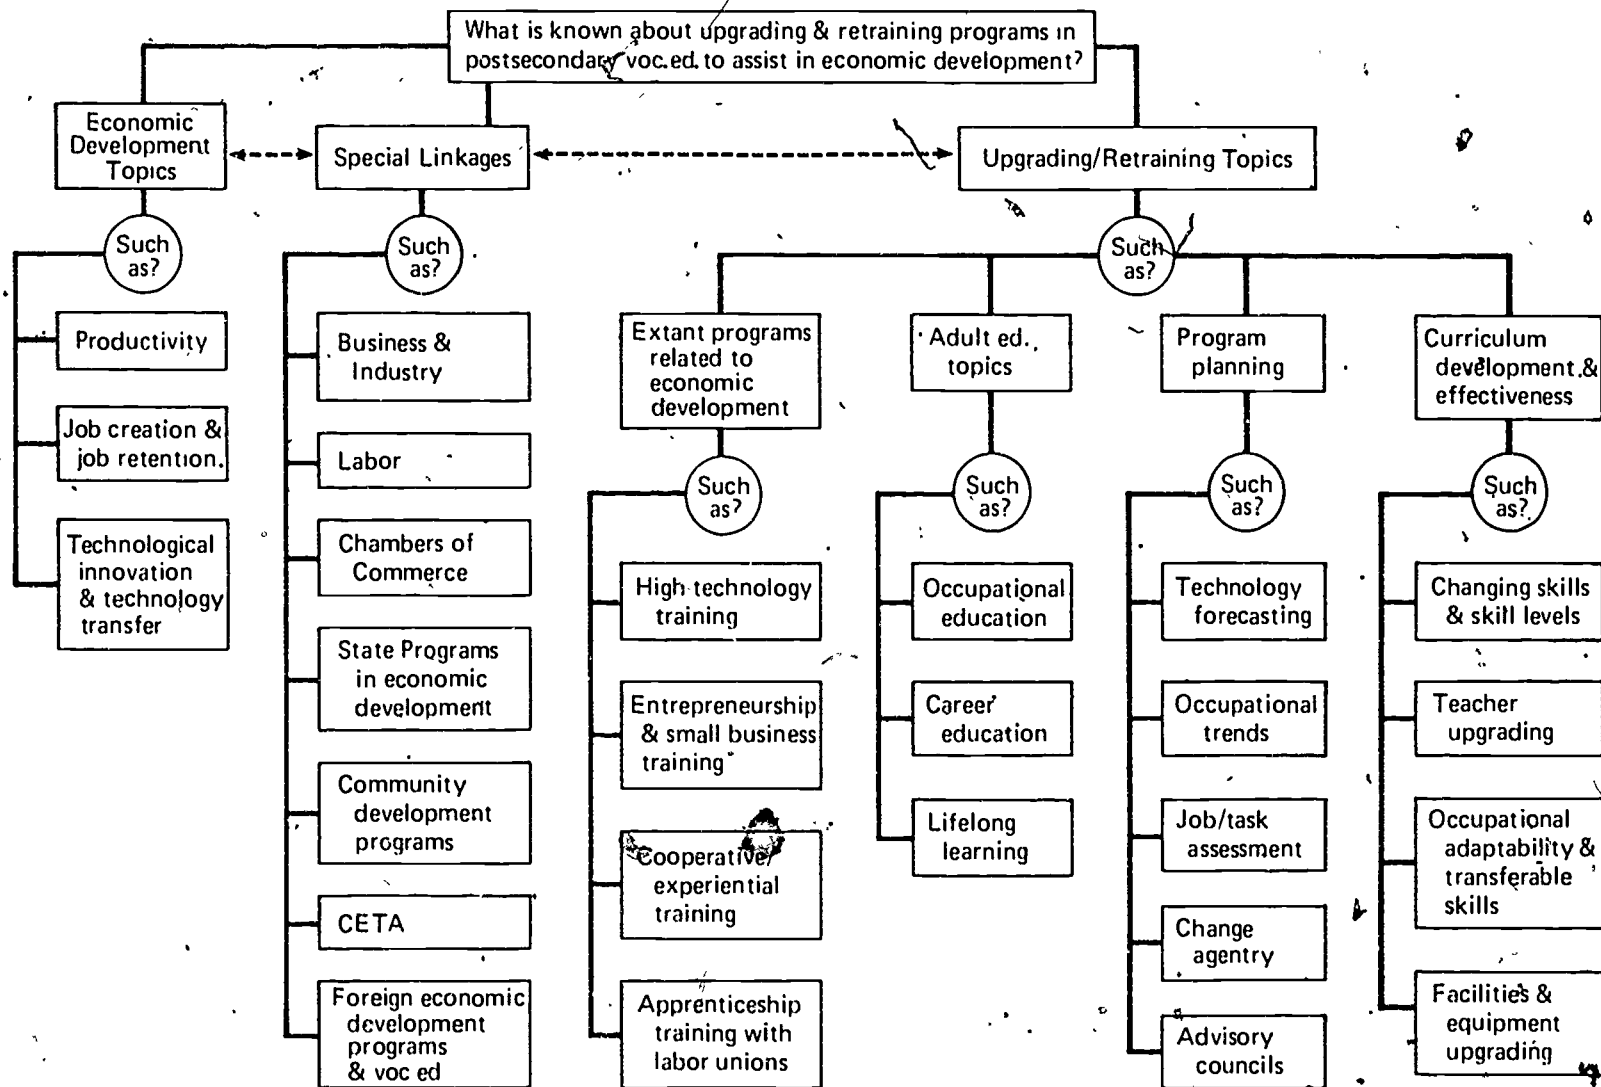 What is known about upgrading & retraining programs in
postsecondary voc.ed. to assist in economic development?
Economic
Development
Topics
Special Linkages
Upgrading/Retraining Topics
Such
as?
Productivity
Job creation &
job retention.
Technological
innovation
& technology
transfer
Such
as?
Business &
Industry
Labor
Chambers of
Commerce
State Programs
in economic
development
Community
development
programs
CETA
Foreign economic
development
programs
& voc ed
Such
as?
Extant programs
related to
economic
development
Such
as?
High technology
training
Entrepreneurship
& small business
training
Cooperative/
experiential
training
Apprenticeship
training with
labor unions
Adult ed.
topics
Such
as?
Occupational
education
Career
education
Lifelong
learning
Program
planning
Such
as?
Technology
forecasting
Occupational
trends
Job/task
assessment
Change
agentry
Advisory
councils
Curriculum
development &
effectiveness
Such
as?
Changing skills
& skill levels
Teacher
upgrading
Occupational
adaptability &
transferable
skills
Facilities &
equipment
upgrading